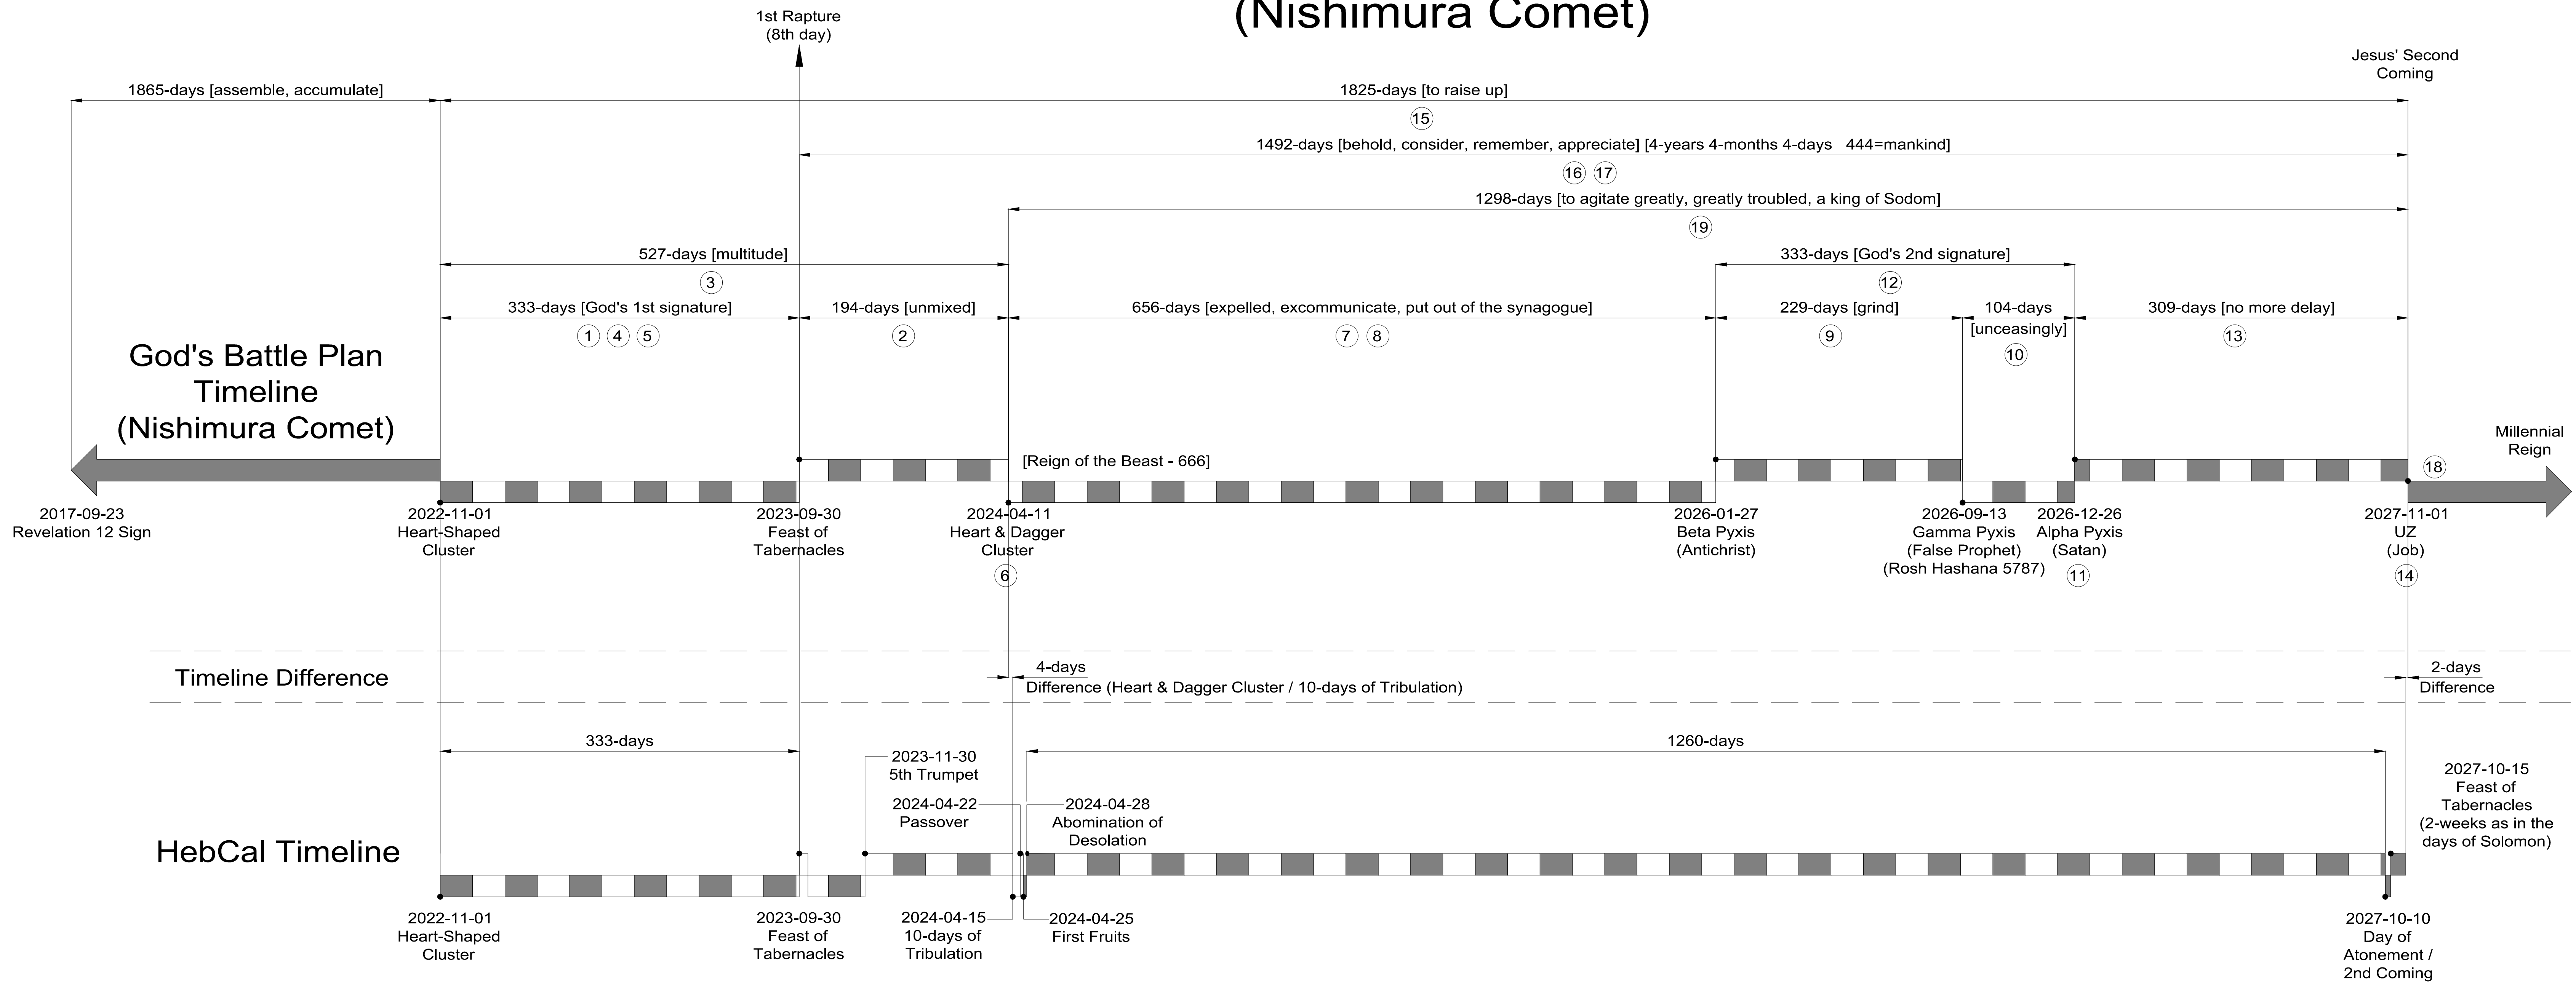 (Nishimura Comet)
1st Rapture
(8th day)
Jesus' Second
Coming
1865-days [assemble, accumulate]
1825-days [to raise up]
15
1492-days [behold, consider, remember, appreciate] [4-years 4-months 4-days 444=mankind]
16 17
1298-days [to agitate greatly, greatly troubled, a king of Sodom]
19
527-days [multitude]
3
333-days [God's 2nd signature]
12
333-days [God's 1st signature]
1 4 5
194-days [unmixed]
2
656-days [expelled, excommunicate, put out of the synagogue]
7 8
229-days [grind]
9
104-days
[unceasingly]
10
309-days [no more delay]
13
God's Battle Plan
Timeline
(Nishimura Comet)
[Reign of the Beast - 666]
18
Millennial
Reign
2017-09-23
Revelation 12 Sign
2022-11-01
Heart-Shaped
Cluster
2023-09-30
Feast of
Tabernacles
2024-04-11
Heart & Dagger
Cluster
6
2026-01-27
Beta Pyxis
(Antichrist)
2026-09-13
Gamma Pyxis
(False Prophet)
(Rosh Hashana 5787)
2026-12-26
Alpha Pyxis
(Satan)
11
2027-11-01
UZ
(Job)
14
Timeline Difference
4-days
Difference (Heart & Dagger Cluster / 10-days of Tribulation)
2-days
Difference
333-days
1260-days
2023-11-30
5th Trumpet
2024-04-22
Passover
2024-04-28
Abomination of
Desolation
2027-10-15
Feast of
Tabernacles
(2-weeks as in the
days of Solomon)
HebCal Timeline
2022-11-01
Heart-Shaped
Cluster
2023-09-30
Feast of
Tabernacles
2024-04-15
10-days of
Tribulation
2024-04-25
First Fruits
2027-10-10
Day of
Atonement /
2nd Coming